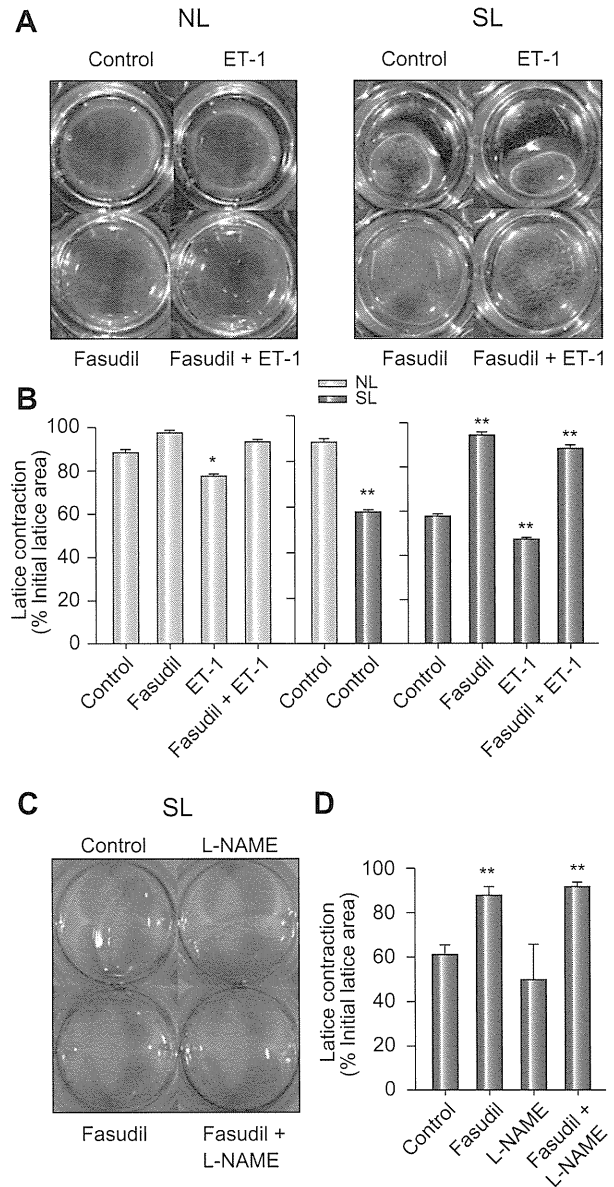 A
NL SL
Control ET-1 Control ET-1
Fasudil Fasudil + ET-1 Fasudil Fasudil + ET-1
B
NL
SL
Latice contraction
(% Initial latice area)
100
80
60
40
20
0
* ** ** ** **
Control Fasudil ET-1 Fasudil + ET-1 Control Control Control Fasudil ET-1 Fasudil + ET-1
C
SL
Control L-NAME
Fasudil Fasudil +
L-NAME
D
Latice contraction
(% Initial latice area)
100
80
60
40
20
0
** **
Control Fasudil L-NAME Fasudil +
L-NAME